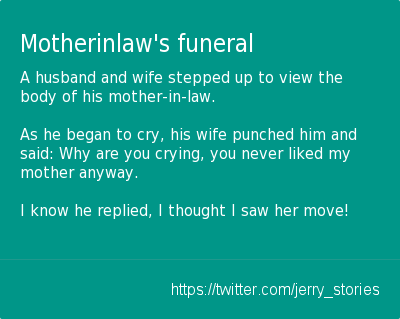 Motherinlaw's funeral
A husband and wife stepped up to view the
body of his mother-in-law.
As he began to cry, his wife punched him and
said: Why are you crying, you never liked my
mother anyway.
I know he replied, I thought I saw her move!
https://twitter.com/jerry_stories